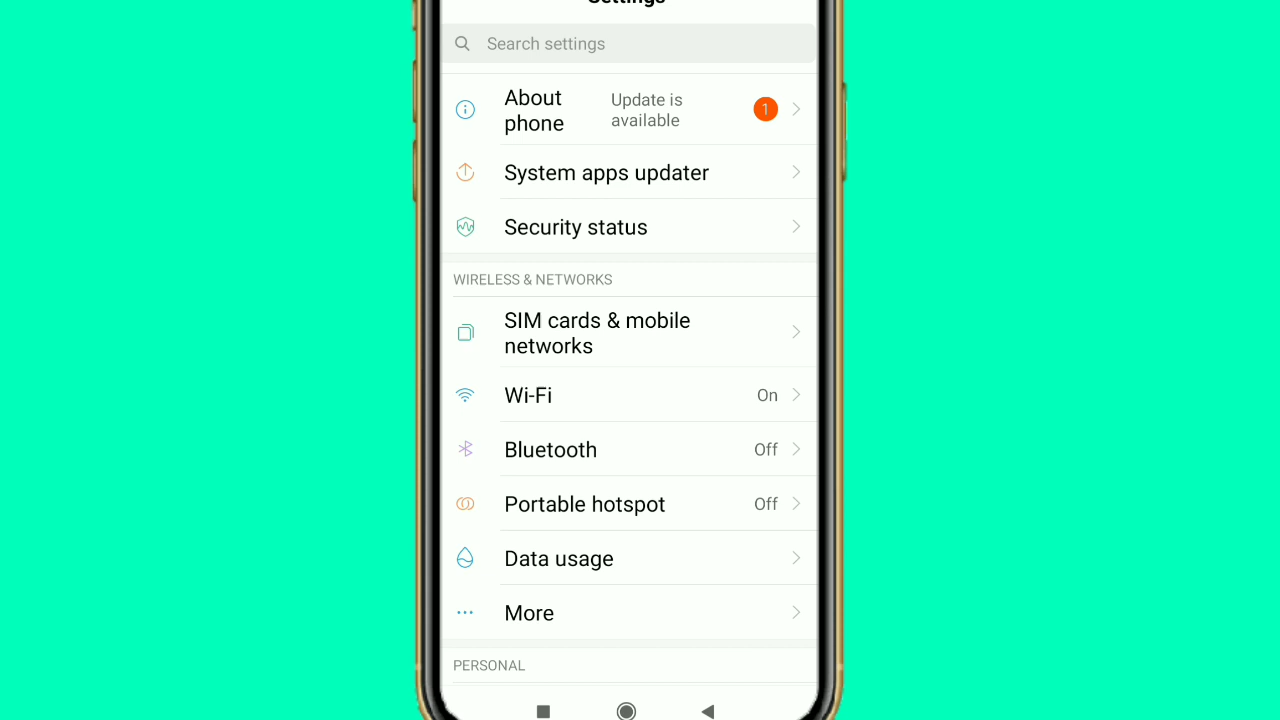 Settings
Search settings
About phone
Update is available
1
System apps updater
Security status
WIRELESS & NETWORKS
SIM cards & mobile
networks
Wi-Fi On
Bluetooth Off
Portable hotspot Off
Data usage
More
PERSONAL